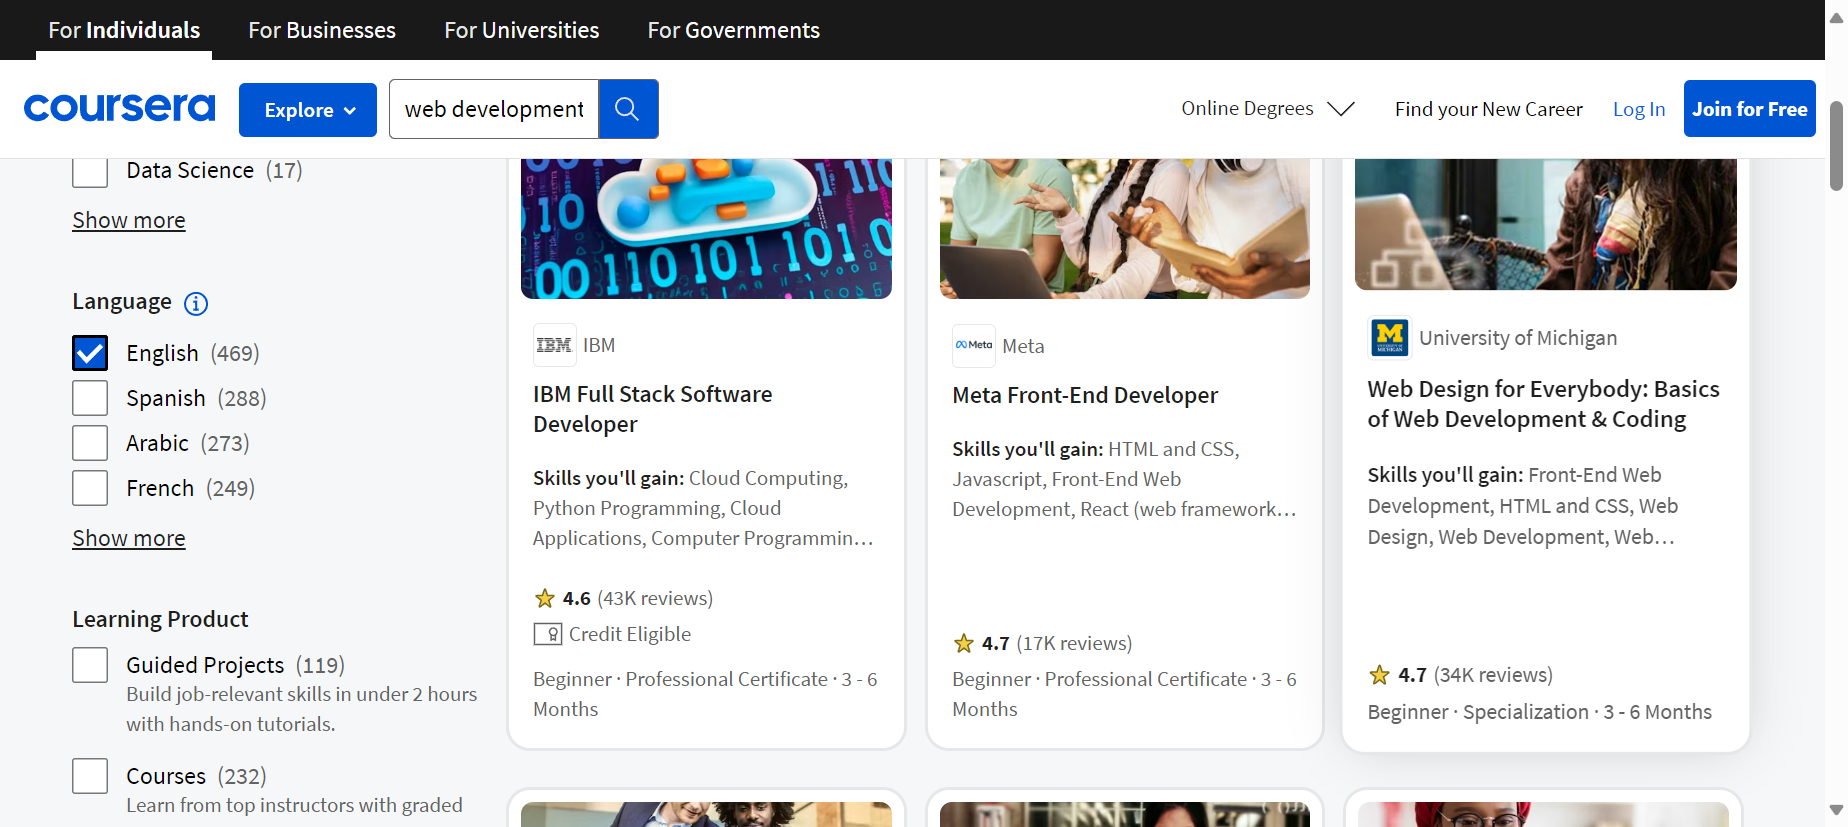 For Individuals
For Businesses
For Universities
For Governments
coursera
Explore
web development
Online Degrees
Find your New Career
Log In
Join for Free
Data Science (17)
Show more
Language
English (469)
Spanish (288)
Arabic (273)
French (249)
Show more
Learning Product
Guided Projects (119)
Build job-relevant skills in under 2 hours
with hands-on tutorials.
Courses (232)
Learn from top instructors with graded
10
101
00 110 101 101 0
IBM IBM
IBM Full Stack Software
Developer
Skills you'll gain: Cloud Computing,
Python Programming, Cloud
Applications, Computer Programmin...
4.6 (43K reviews)
Credit Eligible
Beginner · Professional Certificate · 3 - 6
Months
Meta Meta
Meta Front-End Developer
Skills you'll gain: HTML and CSS,
Javascript, Front-End Web
Development, React (web framework...
4.7 (17K reviews)
Beginner · Professional Certificate · 3 - 6
Months
M University of Michigan
Web Design for Everybody: Basics
of Web Development & Coding
Skills you'll gain: Front-End Web
Development, HTML and CSS, Web
Design, Web Development, Web...
4.7 (34K reviews)
Beginner · Specialization · 3 - 6 Months